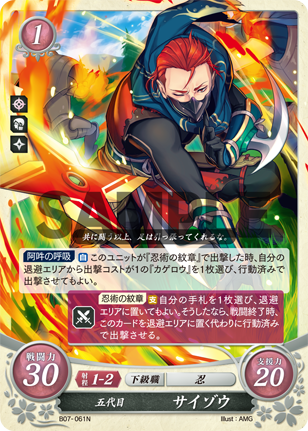 1
共に闘う以上、足は引っ張ってくれるな。
SAMPLE
阿吽の呼吸 自 このユニットが『忍術の紋章』で出撃した時、自分の
退避エリアから出撃コストが1の『カゲロウ』を1枚選び、行動済みで
出撃させてもよい。
忍術の紋章 支 自分の手札を1枚選び、退避
エリアに置いてもよい。そうしたなら、戦闘終了時、
このカードを退避エリアに置く代わりに行動済みで
出撃させる。
戦闘力
30
射程 1-2
下級職
忍
支援力
20
五代目
サイゾウ
B07-061N
Illust : AMG